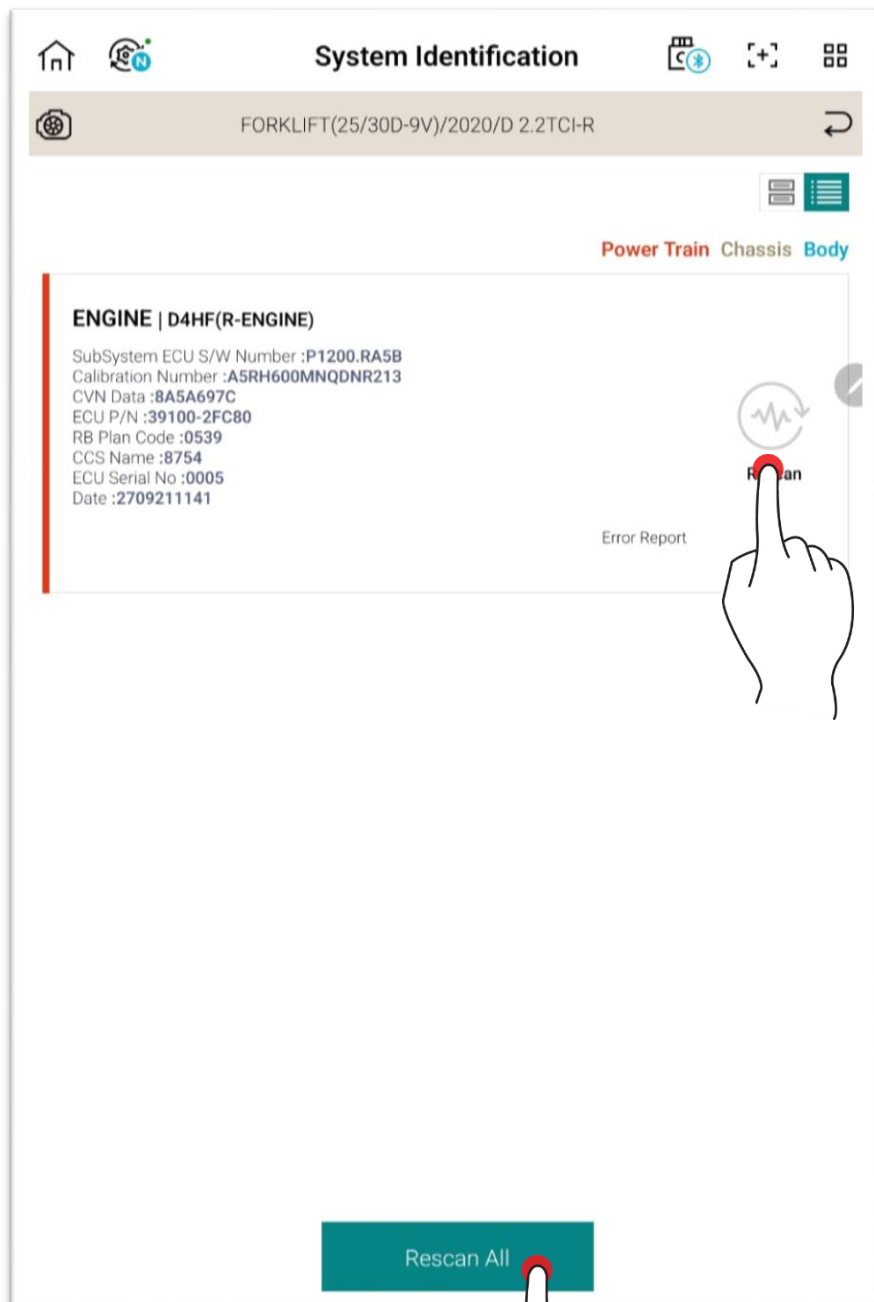 System Identification
FORKLIFT(25/30D-9V)/2020/D 2.2TCI-R
Power Train Chassis Body
ENGINE | D4HF(R-ENGINE)
SubSystem ECU S/W Number :P1200.RA5B
Calibration Number :A5RH600MNQDNR213
CVN Data :8A5A697C
ECU P/N :39100-2FC80
RB Plan Code :0539
CCS Name :8754
ECU Serial No :0005
Date :2709211141
Error Report
Rescan All